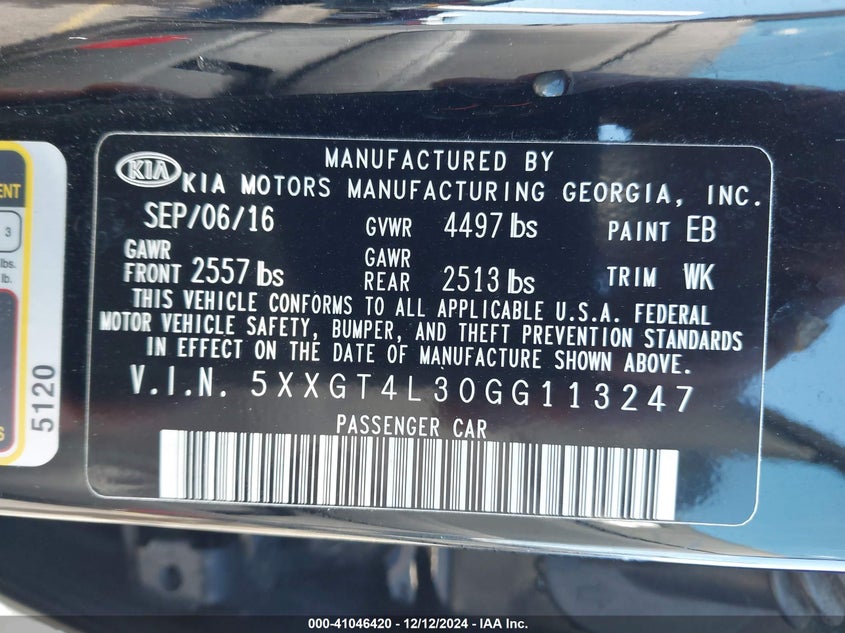 MANUFACTURED BY
KIA KIA MOTORS MANUFACTURING GEORGIA, INC.
SEP/06/16 GVWR 4497 lbs PAINT EB
GAWR FRONT 2557 lbs GAWR REAR 2513 lbs TRIM WK
THIS VEHICLE CONFORMS TO ALL APPLICABLE U.S.A. FEDERAL
MOTOR VEHICLE SAFETY, BUMPER, AND THEFT PREVENTION STANDARDS
IN EFFECT ON THE DATE OF MANUFACTURE SHOWN ABOVE.
V.I.N. 5XXGT4L30GG113247
PASSENGER CAR
3
lbs.
lb.
5120
000-41046420 - 12/12/2024 - IAA Inc.